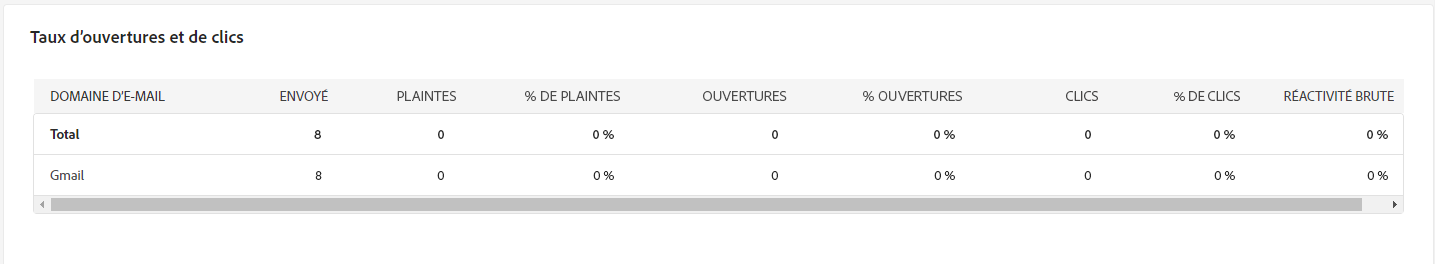 Taux d'ouvertures et de clics
DOMAINE D'E-MAIL ENVOYÉ PLAINTES % DE PLAINTES OUVERTURES % OUVERTURES CLICS % DE CLICS RÉACTIVITÉ BRUTE
Total 8 0 0 % 0 0 % 0 0 % 0 %
Gmail 8 0 0 % 0 0 % 0 0 % 0 %